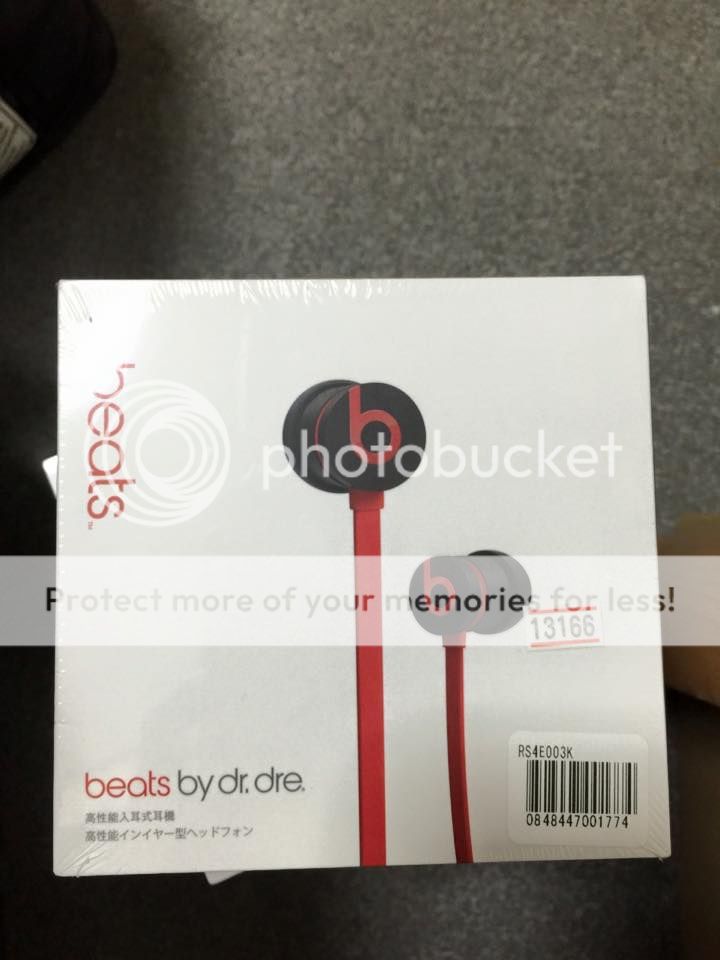 beats
TM
b
photobucket
Protect more of your memories for less!
b
13166
RS4E003K
0848447001774
beats by dr. dre.
高性能入耳式耳機
高性能インイヤー型ヘッドフォン